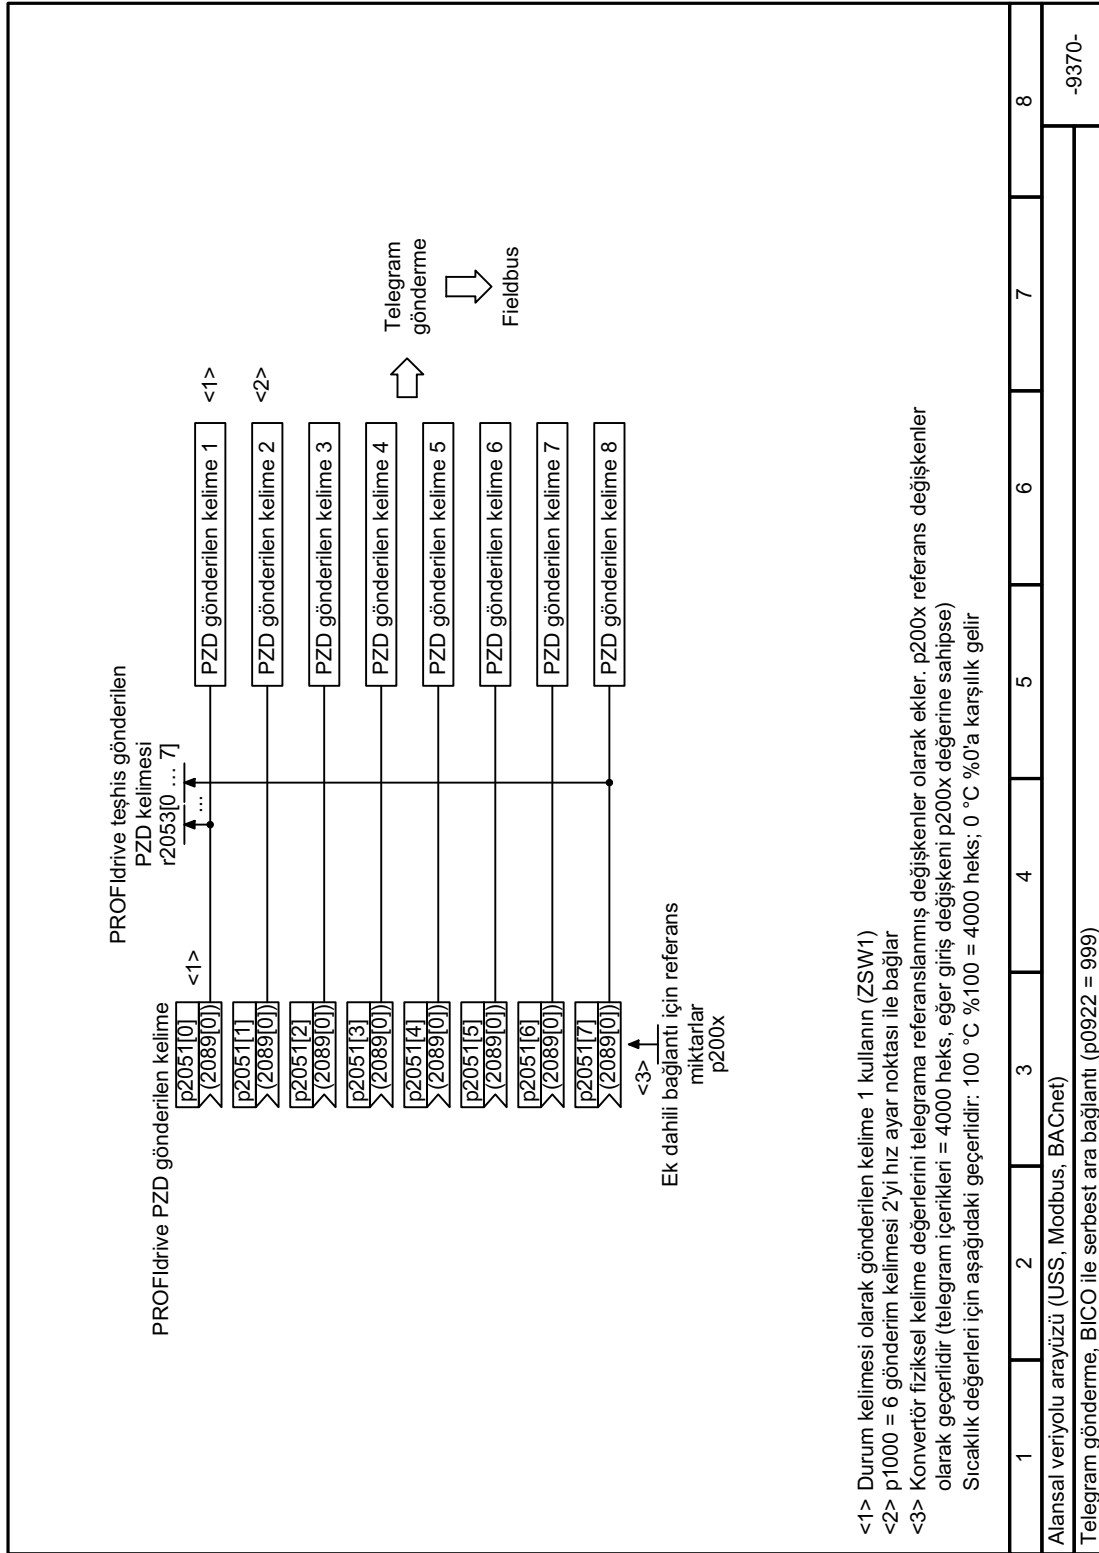 PROFIdrive PZD gönderilen kelime
PROFIdrive teşhis gönderilen
PZD kelimesi
r2053[0 ... 7]
...
<1>
p2051[0]
(2089[0])
PZD gönderilen kelime 1
<1>
p2051[1]
(2089[0])
PZD gönderilen kelime 2
<2>
p2051[2]
(2089[0])
PZD gönderilen kelime 3
p2051[3]
(2089[0])
PZD gönderilen kelime 4
p2051[4]
(2089[0])
PZD gönderilen kelime 5
p2051[5]
(2089[0])
PZD gönderilen kelime 6
p2051[6]
(2089[0])
PZD gönderilen kelime 7
p2051[7]
(2089[0])
PZD gönderilen kelime 8
Telegram
gönderme
Fieldbus
<3>
Ek dahili bağlantı için referans
miktarlar
p200x
<1> Durum kelimesi olarak gönderilen kelime 1 kullanın (ZSW1)
<2> p1000 = 6 gönderim kelimesi 2'yi hız ayar noktası ile bağlar
<3> Konvertör fiziksel kelime değerlerini telegrama referanslanmış değişkenler olarak ekler. p200x referans değişkenler
olarak geçerlidir (telegram içerikleri = 4000 heks, eğer giriş değişkeni p200x değerine sahipse)
Sıcaklık değerleri için aşağıdaki geçerlidir: 100 °C %100 = 4000 heks; 0 °C %0'a karşılık gelir
1 2 3 4 5 6 7 8
Alansal veriyolu arayüzü (USS, Modbus, BACnet)
Telegram gönderme, BICO ile serbest ara bağlantı (p0922 = 999)
-9370-